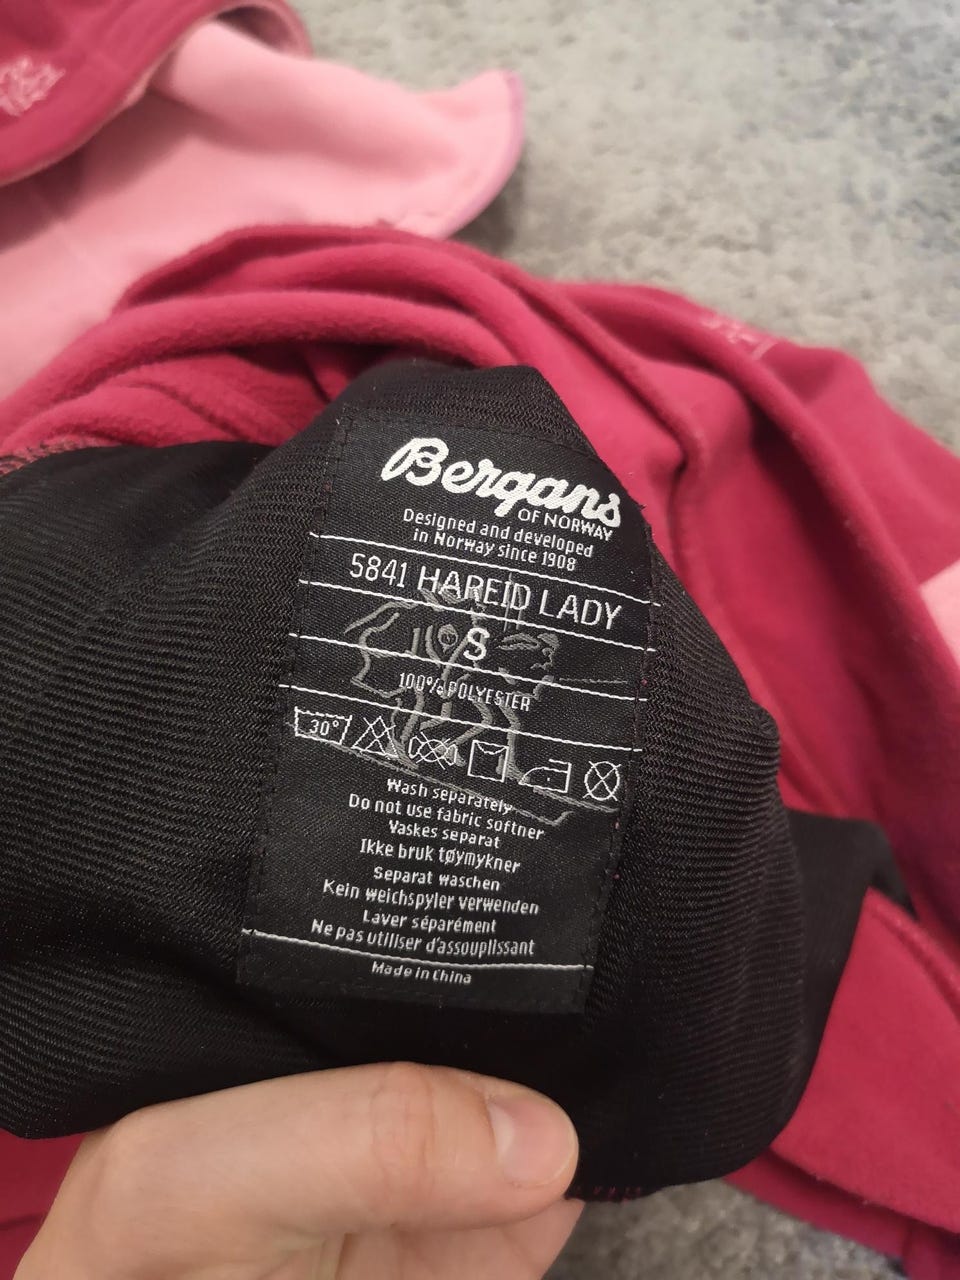 Bergans
OF NORWAY
Designed and developed
in Norway since 1908
5841 HAREID LADY
S
100% POLYESTER
30°
Wash separately
Do not use fabric softner
Vaskes separat
Ikke bruk tøymykner
Separat waschen
Kein weichspyler verwenden
Laver séparément
Ne pas utiliser d'assouplissant
Made in China